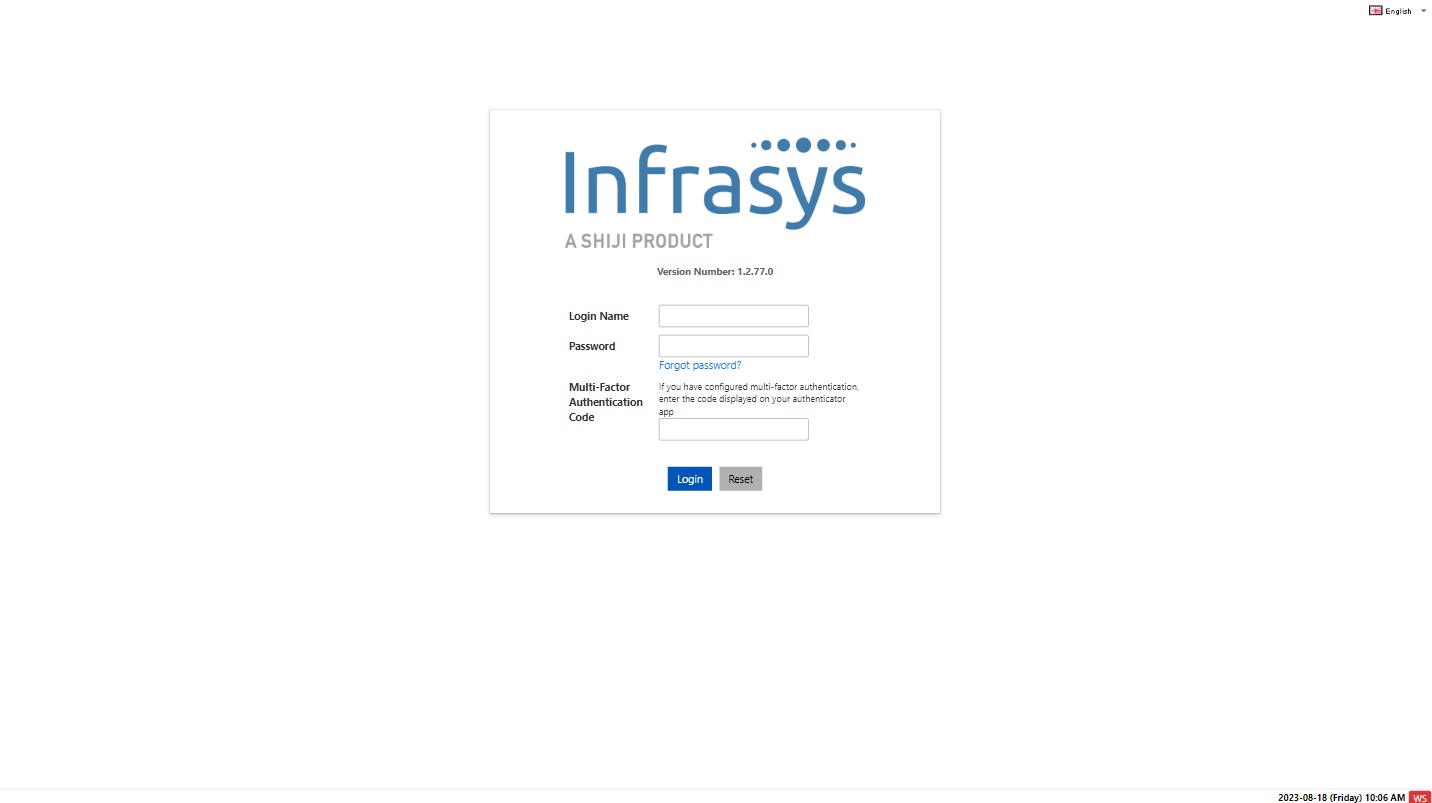 English
Infrasys
A SHIJI PRODUCT
Version Number: 1.2.77.0
Login Name
Password
Forgot password?
Multi-Factor
Authentication
Code
If you have configured multi-factor authentication,
enter the code displayed on your authenticator
app
Login
Reset
2023-08-18 (Friday) 10:06 AM
WS